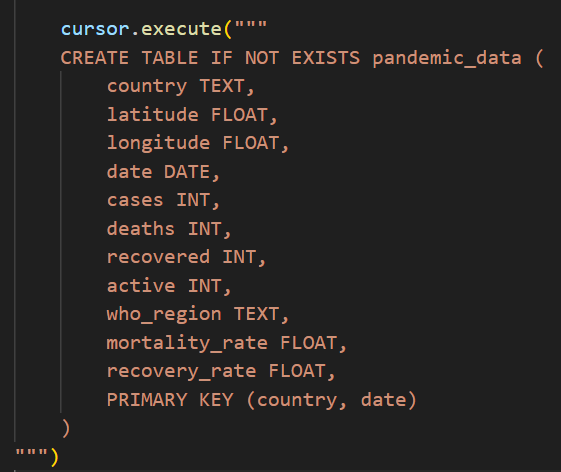 cursor.execute("""
CREATE TABLE IF NOT EXISTS pandemic_data (
country TEXT,
latitude FLOAT,
longitude FLOAT,
date DATE,
cases INT,
deaths INT,
recovered INT,
active INT,
who_region TEXT,
mortality_rate FLOAT,
recovery_rate FLOAT,
PRIMARY KEY (country, date)
)
""")